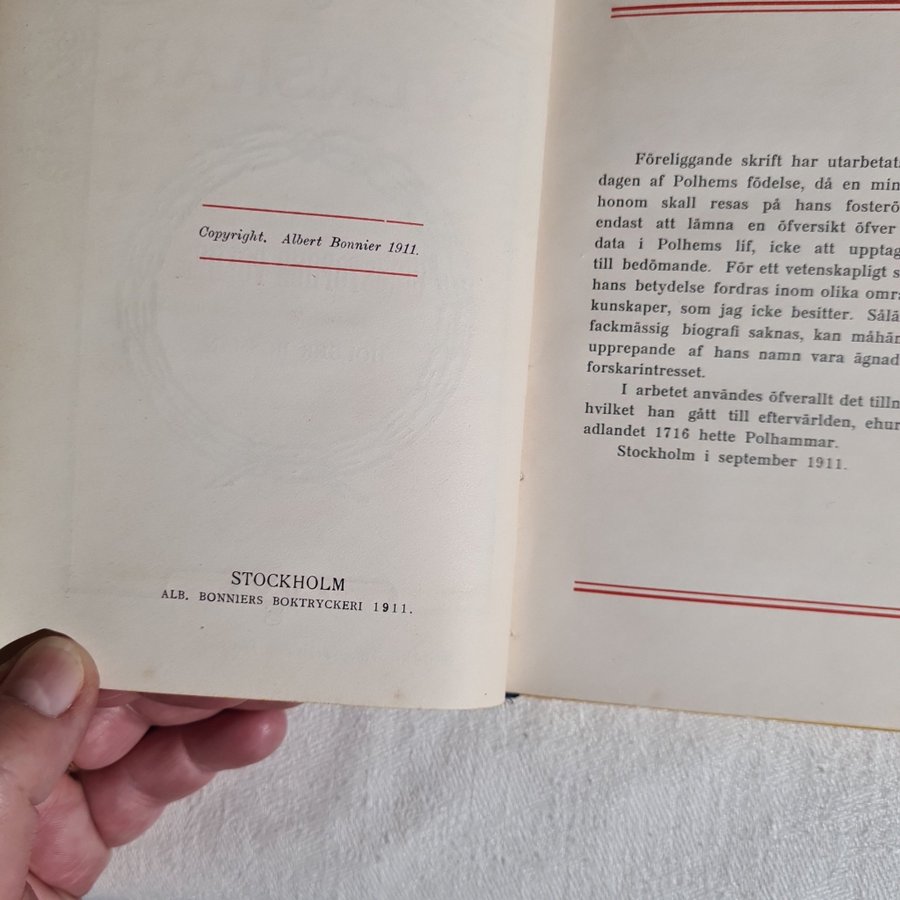 Copyright. Albert Bonnier 1911.
STOCKHOLM
ALB. BONNIERS BOKTRYCKERI 1911.
Föreliggande skrift har utarbetats
dagen af Polhems födelse, då en min
honom skall resas på hans fosterö
endast att lämna en öfversikt öfver
data i Polhems lif, icke att upptag
till bedömande. För ett vetenskapligt s
hans betydelse fordras inom olika områ
kunskaper, som jag icke besitter. Sålä
fackmässig biografi saknas, kan måhän
upprepande af hans namn vara ägnad
forskarintresset.
I arbetet användes öfverallt det tilln
hvilket han gått till eftervärlden, ehur
adlandet 1716 hette Polhammar.
Stockholm i september 1911.